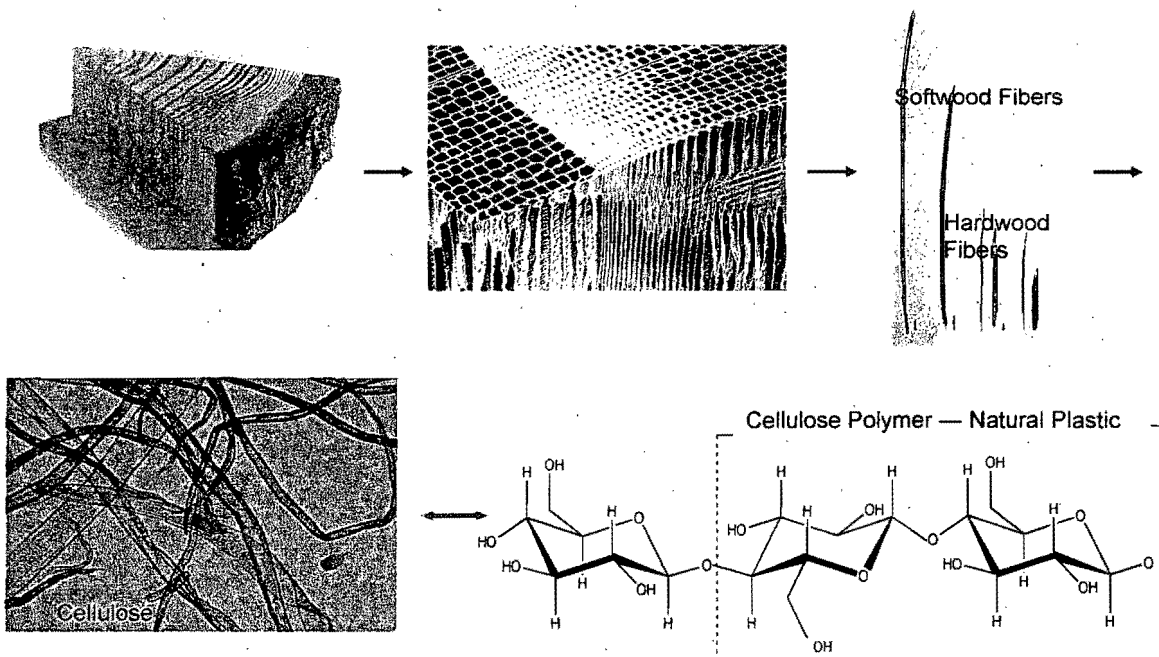 Softwood Fibers
Hardwood
Fibers
Cellulose
Cellulose Polymer — Natural Plastic
OH
H
H
OH
H
H
O
HO
OH
H
O
H
HO
O
HO
HO
H
OH
O
O
HO
H
OH
O
H
H
H
H
H
OH